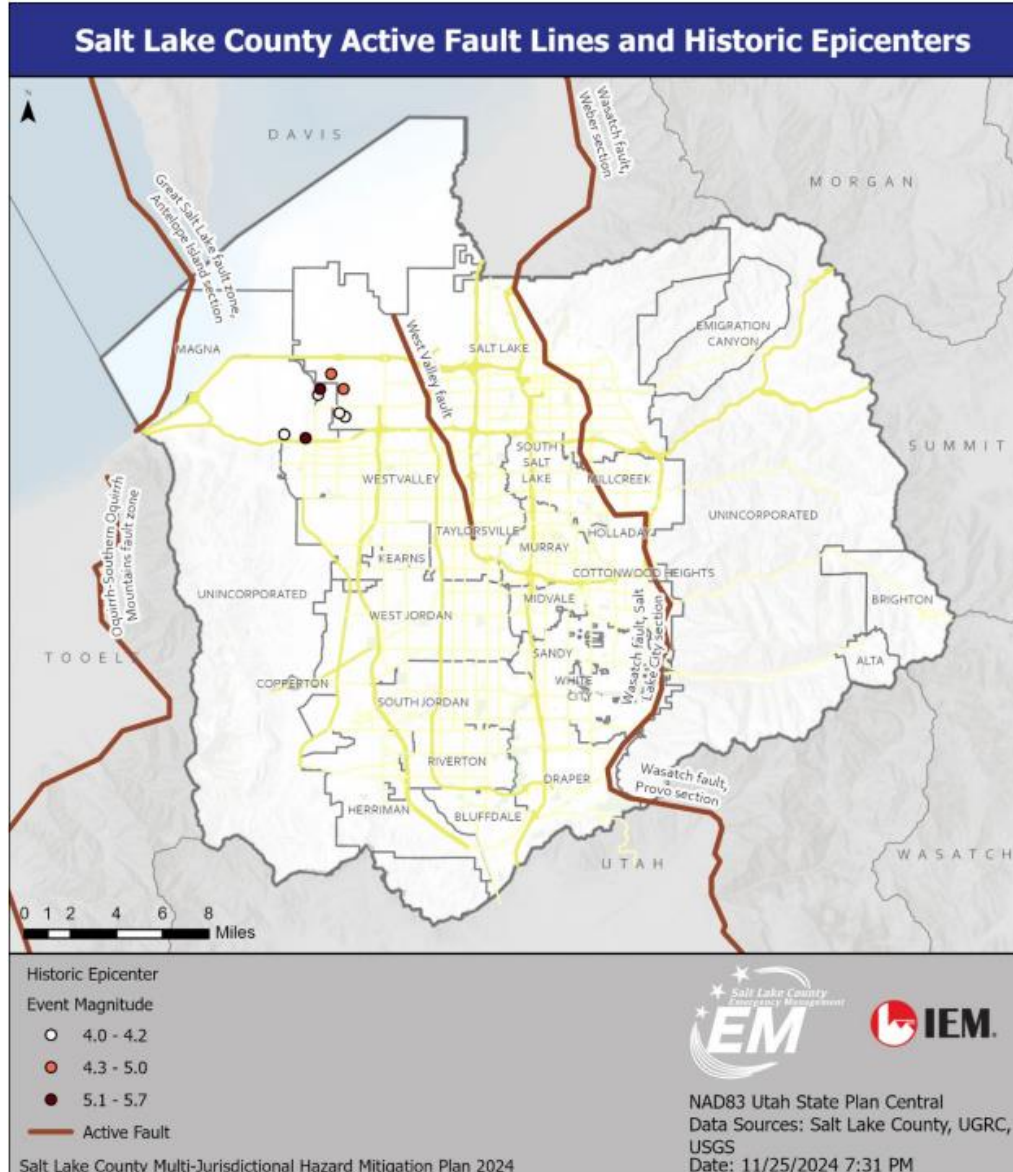 Salt Lake County Active Fault Lines and Historic Epicenters
N
DAVIS
Wasatch fault,
Weber section
MORGAN
Great Salt Lake fault zone,
Antelope Island section
MAGNA
West Valley fault
SALT LAKE
EMIGRATION
CANYON
SUMMIT
SOUTH
SALT
LAKE
WESTVALLEY
MILLCREEK
UNINCORPORATED
Oquirrh-Southern Oquirrh
Mountains fault zone
TAYLORSVILLE
HOLLADAY
MURRAY
KEARNS
COTTONWOOD HEIGHTS
UNINCORPORATED
MIDVALE
BRIGHTON
WEST JORDAN
TOOELE
SANDY
Wasatch fault, Salt
Lake City section
ALTA
COPPERTON
WHITE
CITY
SOUTH JORDAN
RIVERTON
DRAPER
Wasatch fault,
Provo section
HERRIMAN
BLUFFDALE
UTAH
WASATCH
0 1 2 4 6 8
Miles
Historic Epicenter
Event Magnitude
4.0 - 4.2
4.3 - 5.0
5.1 - 5.7
Active Fault
Salt Lake County Multi-Jurisdictional Hazard Mitigation Plan 2024
Salt Lake County
Emergency Management
EM
IEM.
NAD83 Utah State Plan Central
Data Sources: Salt Lake County, UGRC,
USGS
Date: 11/25/2024 7:31 PM